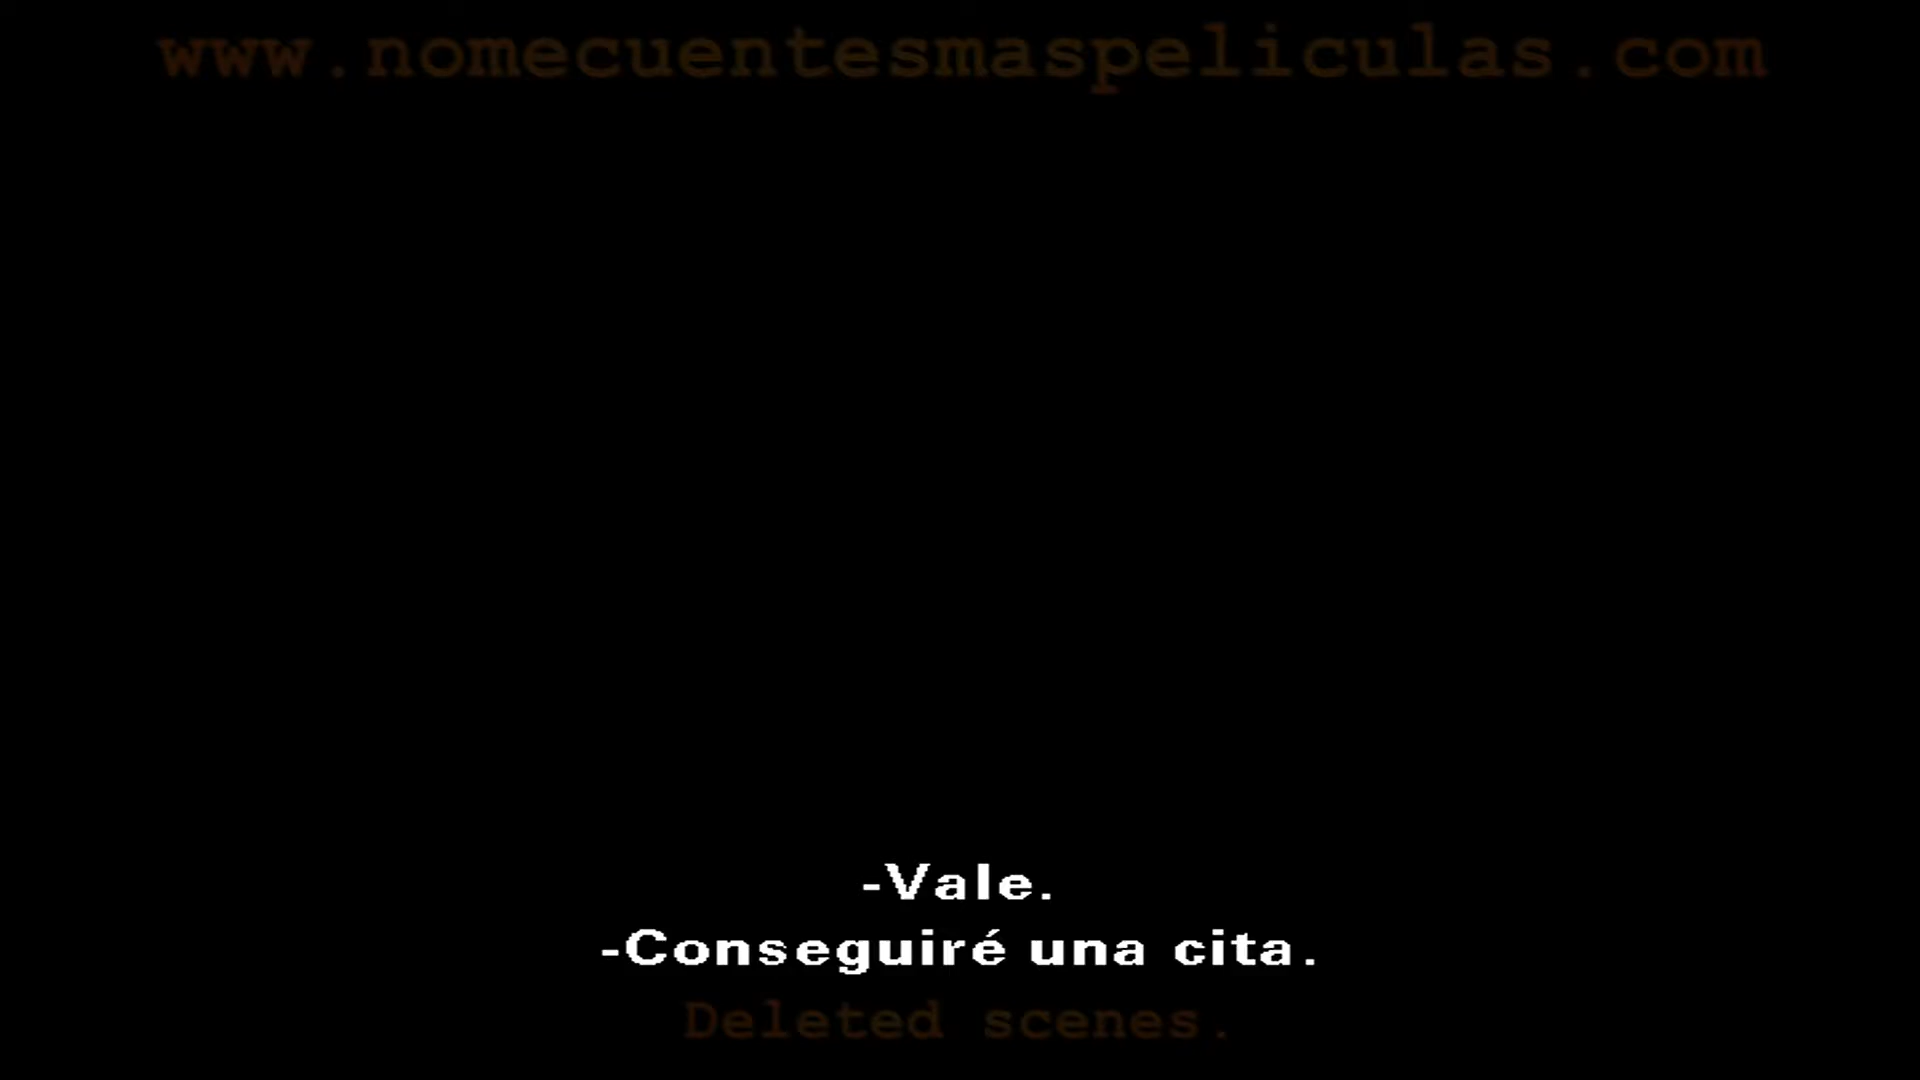 www.nomecuentesmaspeliculas.com
-Vale.
-Conseguiré una cita.
Deleted scenes.